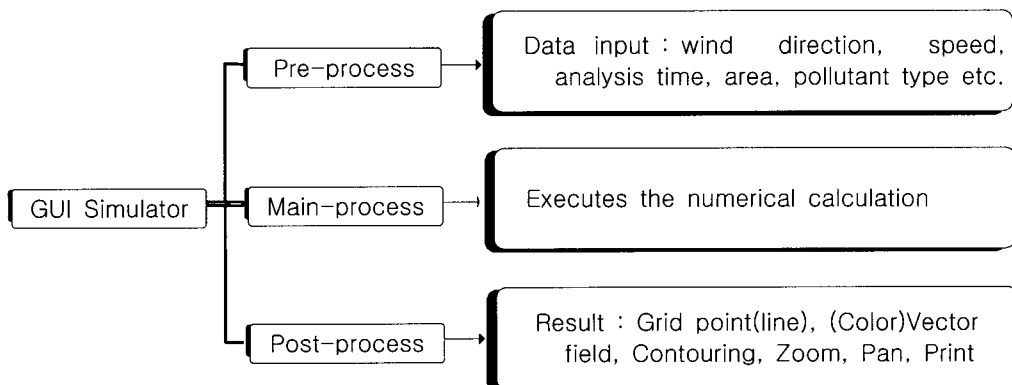 Pre-process
Data input : wind direction, speed,
analysis time, area, pollutant type etc.
GUI Simulator
Main-process
Executes the numerical calculation
Post-process
Result : Grid point(line), (Color)Vector
field, Contouring, Zoom, Pan, Print